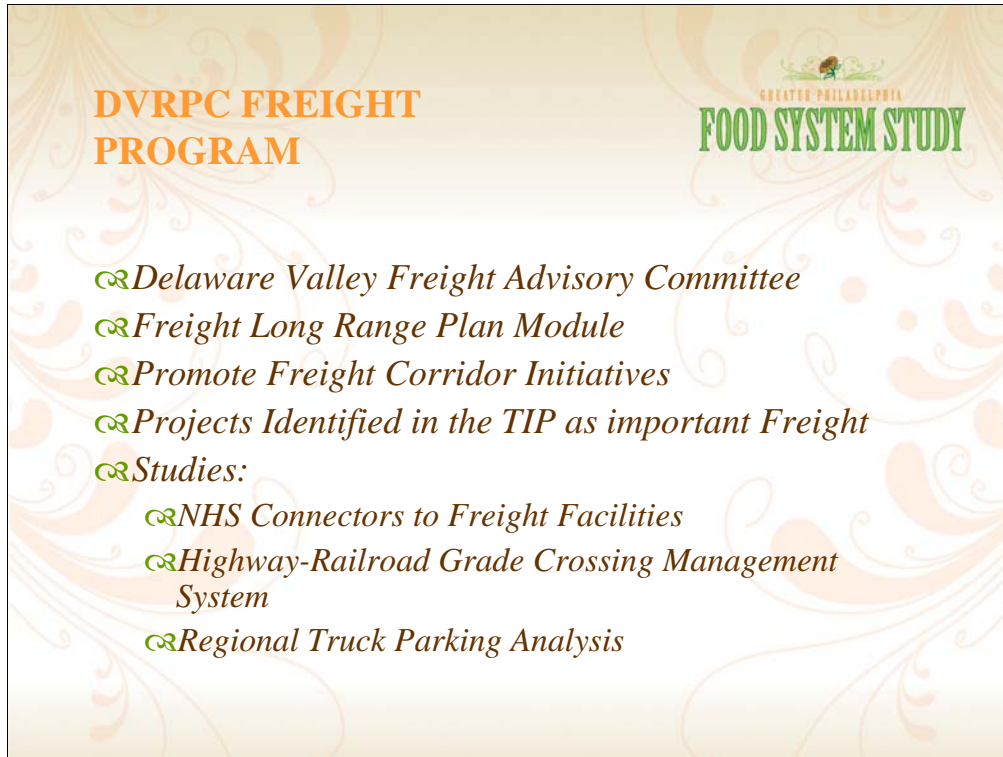 DVRPC FREIGHT
PROGRAM
GREATER PHILADELPHIA
FOOD SYSTEM STUDY
Delaware Valley Freight Advisory Committee
Freight Long Range Plan Module
Promote Freight Corridor Initiatives
Projects Identified in the TIP as important Freight
Studies:
NHS Connectors to Freight Facilities
Highway-Railroad Grade Crossing Management
System
Regional Truck Parking Analysis